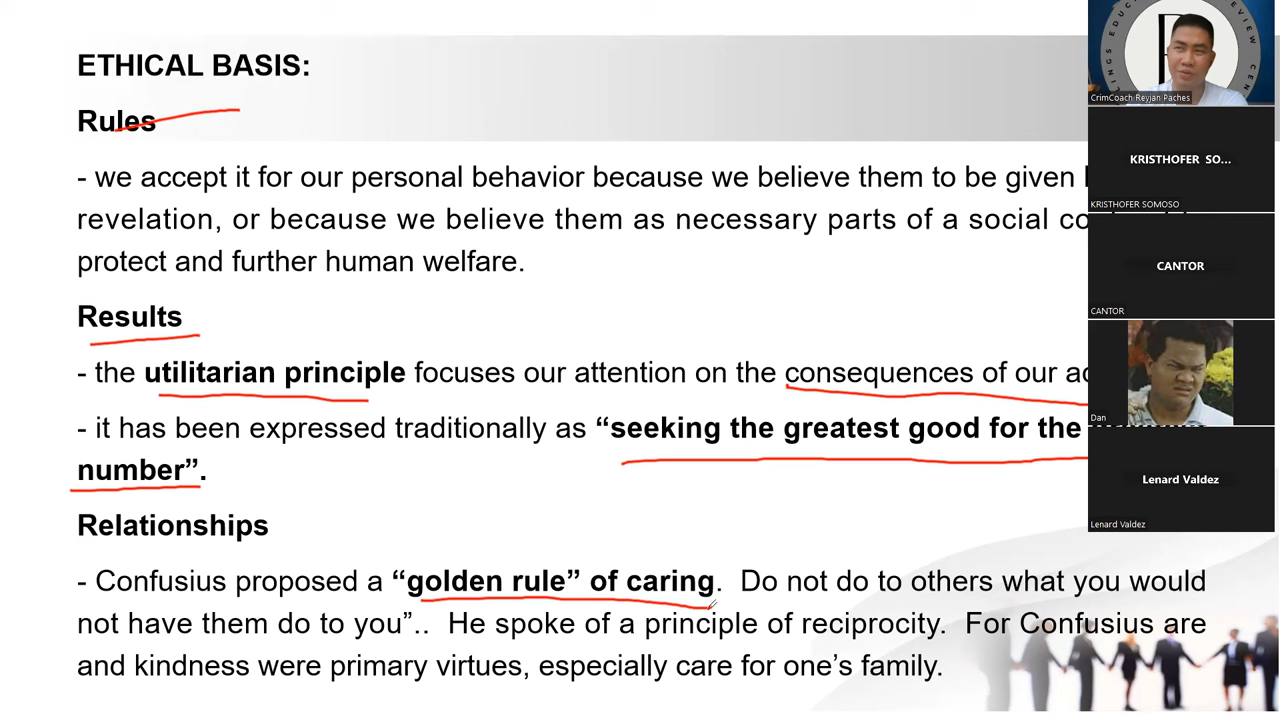 ETHICAL BASIS:
Rules
- we accept it for our personal behavior because we believe them to be given
revelation, or because we believe them as necessary parts of a social co
protect and further human welfare.
Results
- the utilitarian principle focuses our attention on the consequences of our ac
- it has been expressed traditionally as “seeking the greatest good for the
number”.
Relationships
- Confusius proposed a “golden rule” of caring. Do not do to others what you would
not have them do to you”.. He spoke of a principle of reciprocity. For Confusius are
and kindness were primary virtues, especially care for one’s family.
CrimCoach Reyjan Paches
KRISTHOFER SO...
KRISTHOFER SOMOSO
CANTOR
CANTOR
Dan
Lenard Valdez
Lenard Valdez